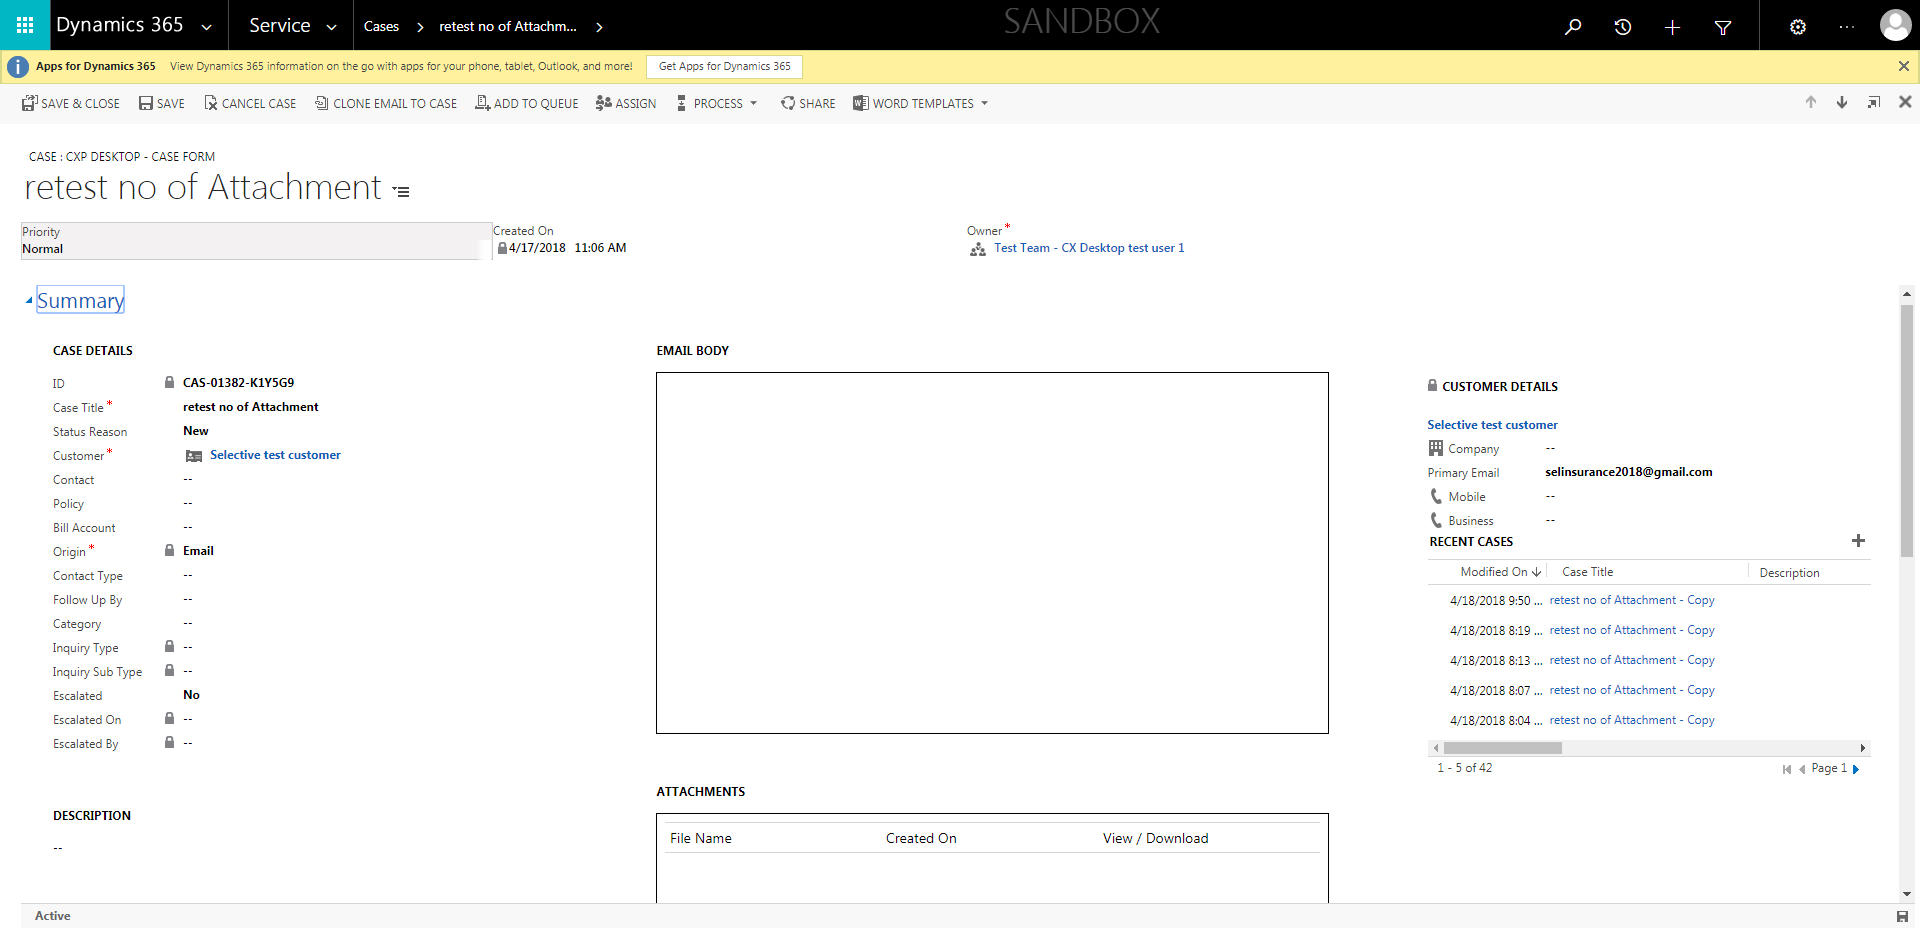 Dynamics 365 Service Cases retest no of Attachm... SANDBOX
Apps for Dynamics 365 View Dynamics 365 information on the go with apps for your phone, tablet, Outlook, and more! Get Apps for Dynamics 365
SAVE & CLOSE SAVE CANCEL CASE CLONE EMAIL TO CASE ADD TO QUEUE ASSIGN PROCESS SHARE WORD TEMPLATES
CASE : CXP DESKTOP - CASE FORM
retest no of Attachment
Priority
Normal
Created On
4/17/2018 11:06 AM
Owner*
Test Team - CX Desktop test user 1
Summary
CASE DETAILS
ID CAS-01382-K1Y5G9
Case Title* retest no of Attachment
Status Reason New
Customer* Selective test customer
Contact --
Policy --
Bill Account --
Origin* Email
Contact Type --
Follow Up By --
Category --
Inquiry Type --
Inquiry Sub Type --
Escalated No
Escalated On --
Escalated By --
DESCRIPTION
--
EMAIL BODY
ATTACHMENTS
File Name Created On View / Download
CUSTOMER DETAILS
Selective test customer
Company --
Primary Email selinsurance2018@gmail.com
Mobile --
Business --
RECENT CASES
Modified On Case Title Description
4/18/2018 9:50 ... retest no of Attachment - Copy
4/18/2018 8:19 ... retest no of Attachment - Copy
4/18/2018 8:13 ... retest no of Attachment - Copy
4/18/2018 8:07 ... retest no of Attachment - Copy
4/18/2018 8:04 ... retest no of Attachment - Copy
1 - 5 of 42 Page 1
Active